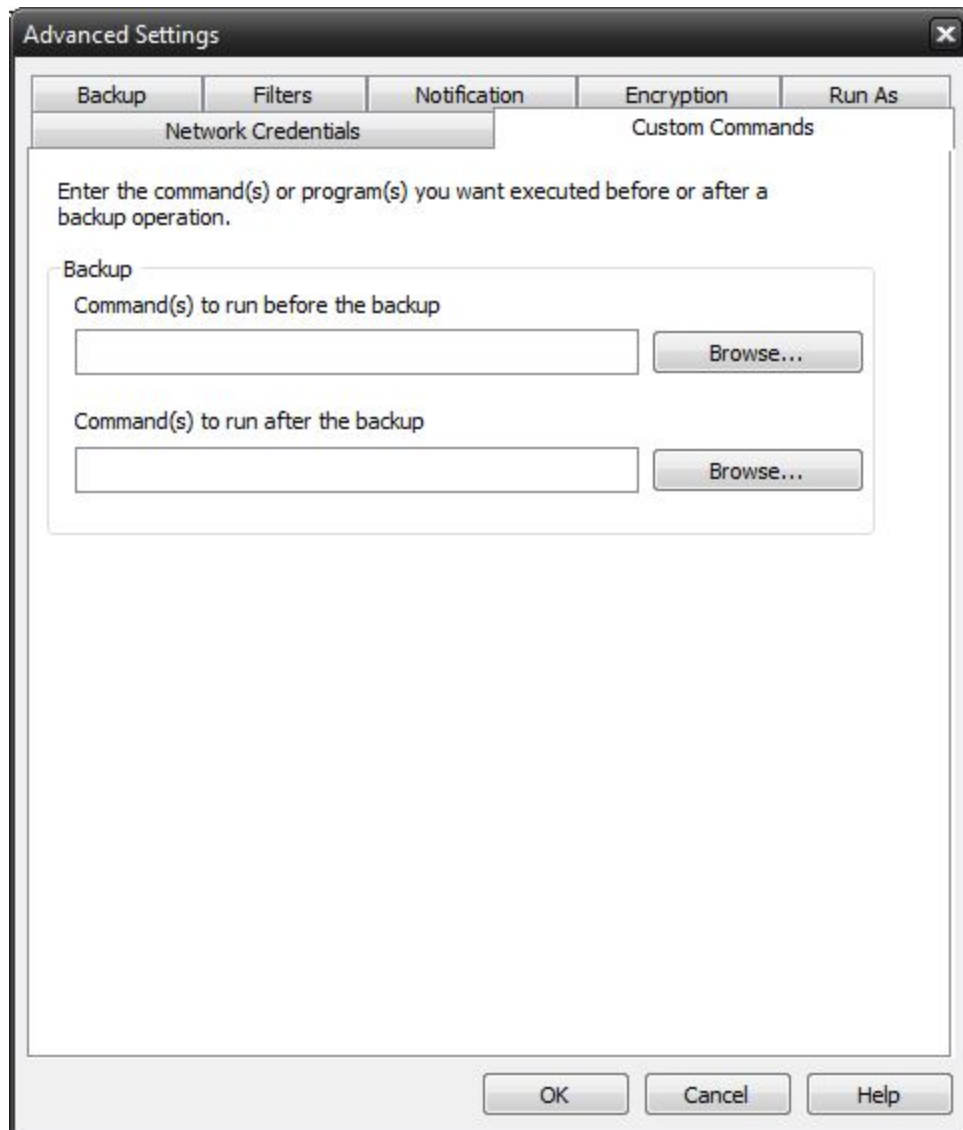 Advanced Settings
Backup Filters Notification Encryption Run As
Network Credentials Custom Commands
Enter the command(s) or program(s) you want executed before or after a
backup operation.
Backup
Command(s) to run before the backup
Browse...
Command(s) to run after the backup
Browse...
OK Cancel Help